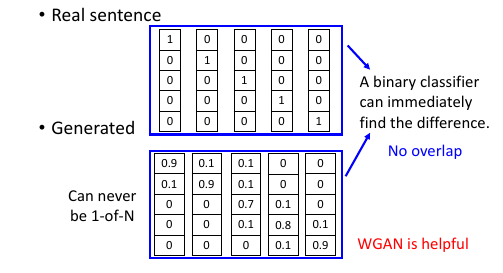 • Real sentence
1 0 0 0 0
0 1 0 0 0
0 0 0 0 0
0 0 0 1 0
0 0 0 0 1
A binary classifier
can immediately
find the difference.
No overlap
• Generated
Can never
be 1-of-N
0.9 0.1 0.1 0 0
0.1 0.9 0.1 0 0
0 0 0.7 0.1 0
0 0 0.1 0.8 0.1
0 0 0 0.1 0.9
WGAN is helpful